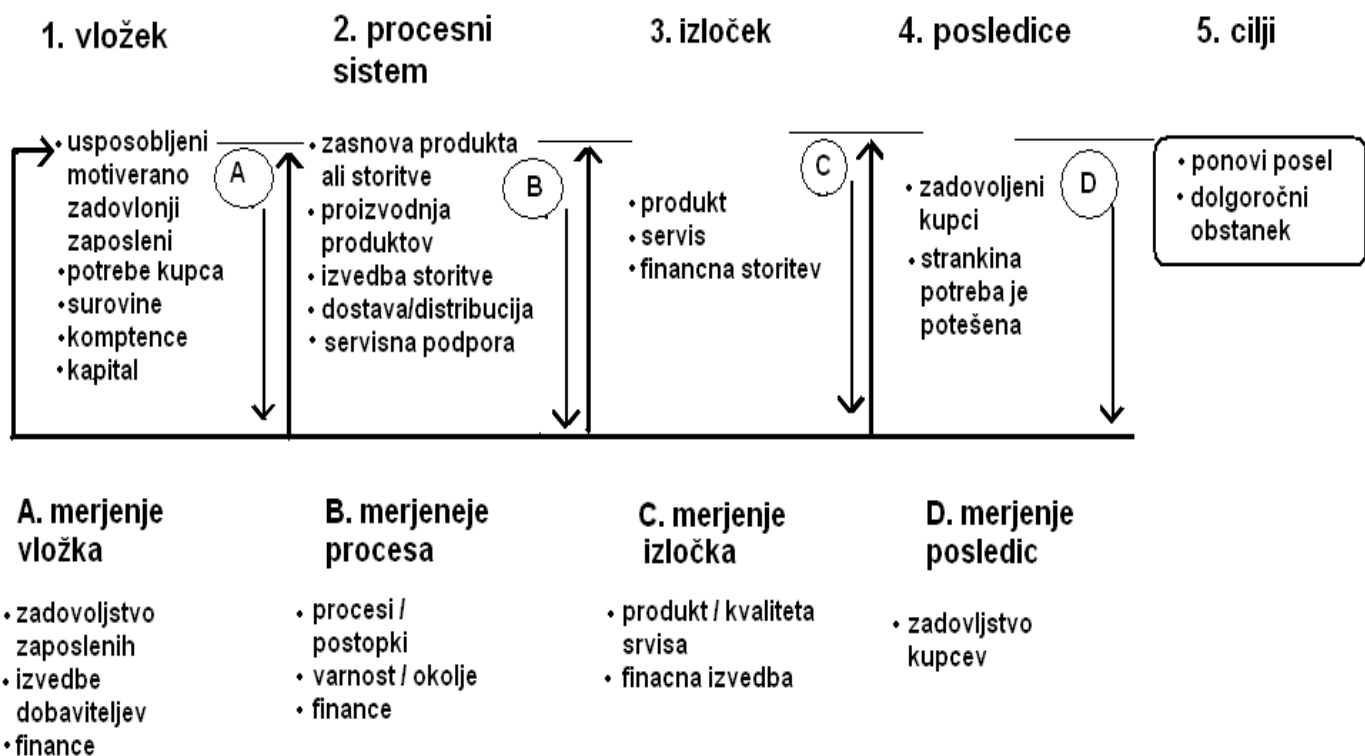 1. vložek
2. procesni
sistem
3. izloček
4. posledice
5. cilji
• usposobljeni
motiverano
zadovlonji
zaposleni
• potrebe kupca
• surovine
• komptence
• kapital
A
• zasnova produkta
ali storitve
• proizvodnja
produktov
• izvedba storitve
• dostava/distribucija
• servisna podpora
B
• produkt
• servis
• financna storitev
C
• zadovoljeni
kupci
• strankina
potreba je
potešena
D
• ponovi posel
• dolgoročni
obstanek
A. merjenje
vložka
• zadovoljstvo
zaposlenih
• izvedbe
dobaviteljev
• finance
B. merjeneje
procesa
• procesi /
postopki
• varnost / okolje
• finance
C. merjenje
izločka
• produkt / kvaliteta
srvisa
• finacna izvedba
D. merjenje
posledic
• zadovljstvo
kupcev